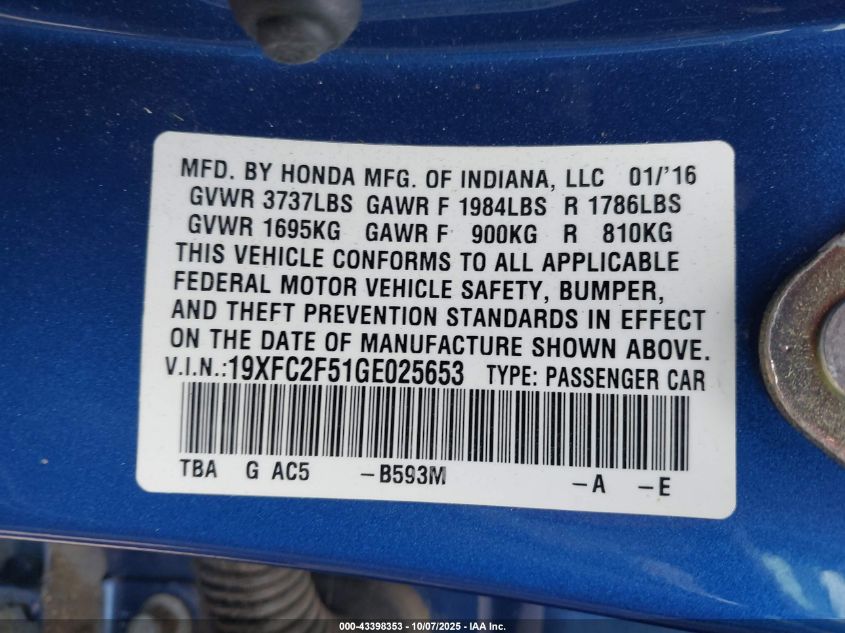 MFD. BY HONDA MFG. OF INDIANA, LLC 01/'16
GVWR 3737LBS GAWR F 1984LBS R 1786LBS
GVWR 1695KG GAWR F 900KG R 810KG
THIS VEHICLE CONFORMS TO ALL APPLICABLE
FEDERAL MOTOR VEHICLE SAFETY, BUMPER,
AND THEFT PREVENTION STANDARDS IN EFFECT
ON THE DATE OF MANUFACTURE SHOWN ABOVE.
V.I.N.:19XFC2F51GE025653 TYPE: PASSENGER CAR
TBA G AC5 –B593M –A –E
000-43398353 - 10/07/2025 - IAA Inc.